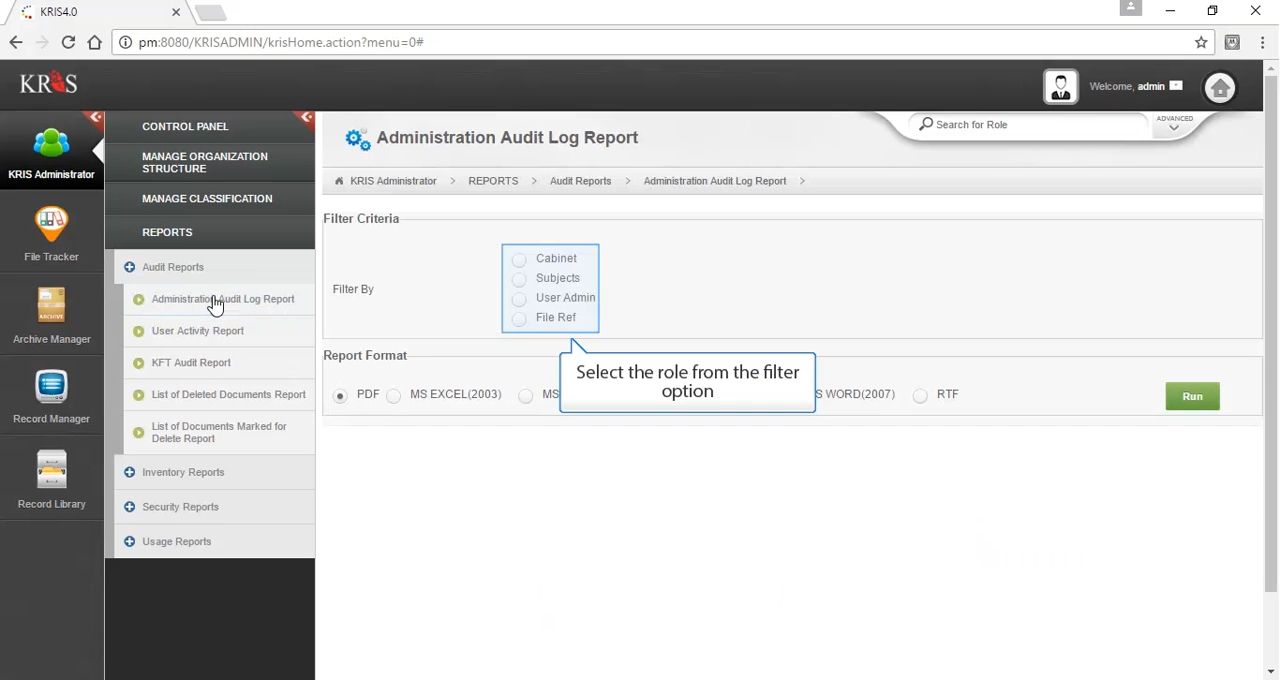 KRIS4.0
pm:8080/KRISADMIN/krisHome.action?menu=0#
KRIS
Welcome, admin
KRIS Administrator
File Tracker
ARCHIVE
Archive Manager
Record Manager
Record Library
CONTROL PANEL
MANAGE ORGANIZATION
STRUCTURE
MANAGE CLASSIFICATION
REPORTS
Audit Reports
Administration Audit Log Report
User Activity Report
KFT Audit Report
List of Deleted Documents Report
List of Documents Marked for
Delete Report
Inventory Reports
Security Reports
Usage Reports
Administration Audit Log Report
Search for Role
ADVANCED
KRIS Administrator > REPORTS > Audit Reports > Administration Audit Log Report >
Filter Criteria
Filter By
Cabinet
Subjects
User Admin
File Ref
Report Format
Select the role from the filter
option
PDF MS EXCEL(2003) MS WORD(2007) RTF Run